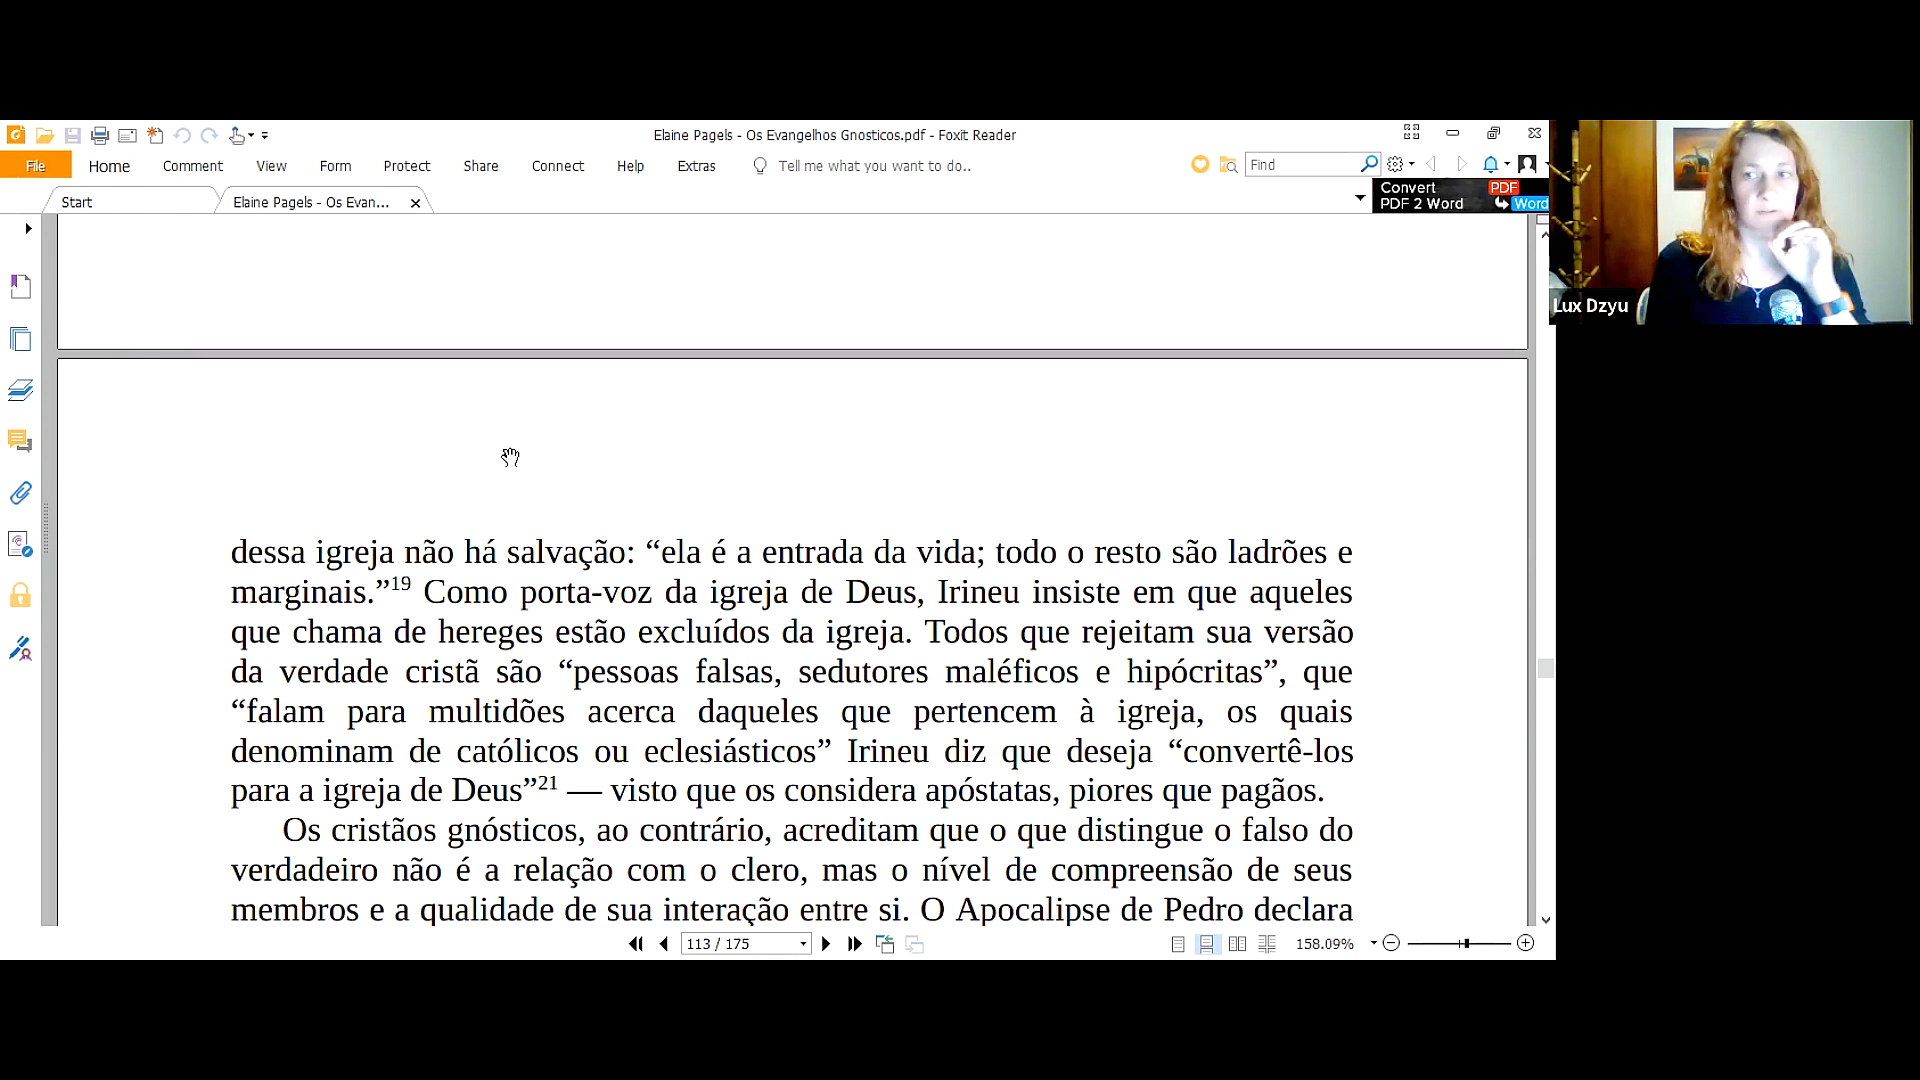 Elaine Pagels - Os Evangelhos Gnosticos.pdf - Foxit Reader
File Home Comment View Form Protect Share Connect Help Extras Tell me what you want to do.. Find
Start Elaine Pagels - Os Evan... Convert PDF
PDF 2 Word Word
Lux Dzyu
dessa igreja não há salvação: “ela é a entrada da vida; todo o resto são ladrões e
marginais.”19 Como porta-voz da igreja de Deus, Irineu insiste em que aqueles
que chama de hereges estão excluídos da igreja. Todos que rejeitam sua versão
da verdade cristã são “pessoas falsas, sedutores maléficos e hipócritas”, que
“falam para multidões acerca daqueles que pertencem à igreja, os quais
denominam de católicos ou eclesiásticos” Irineu diz que deseja “convertê-los
para a igreja de Deus”21 — visto que os considera apóstatas, piores que pagãos.
Os cristãos gnósticos, ao contrário, acreditam que o que distingue o falso do
verdadeiro não é a relação com o clero, mas o nível de compreensão de seus
membros e a qualidade de sua interação entre si. O Apocalipse de Pedro declara
113 / 175 158.09%